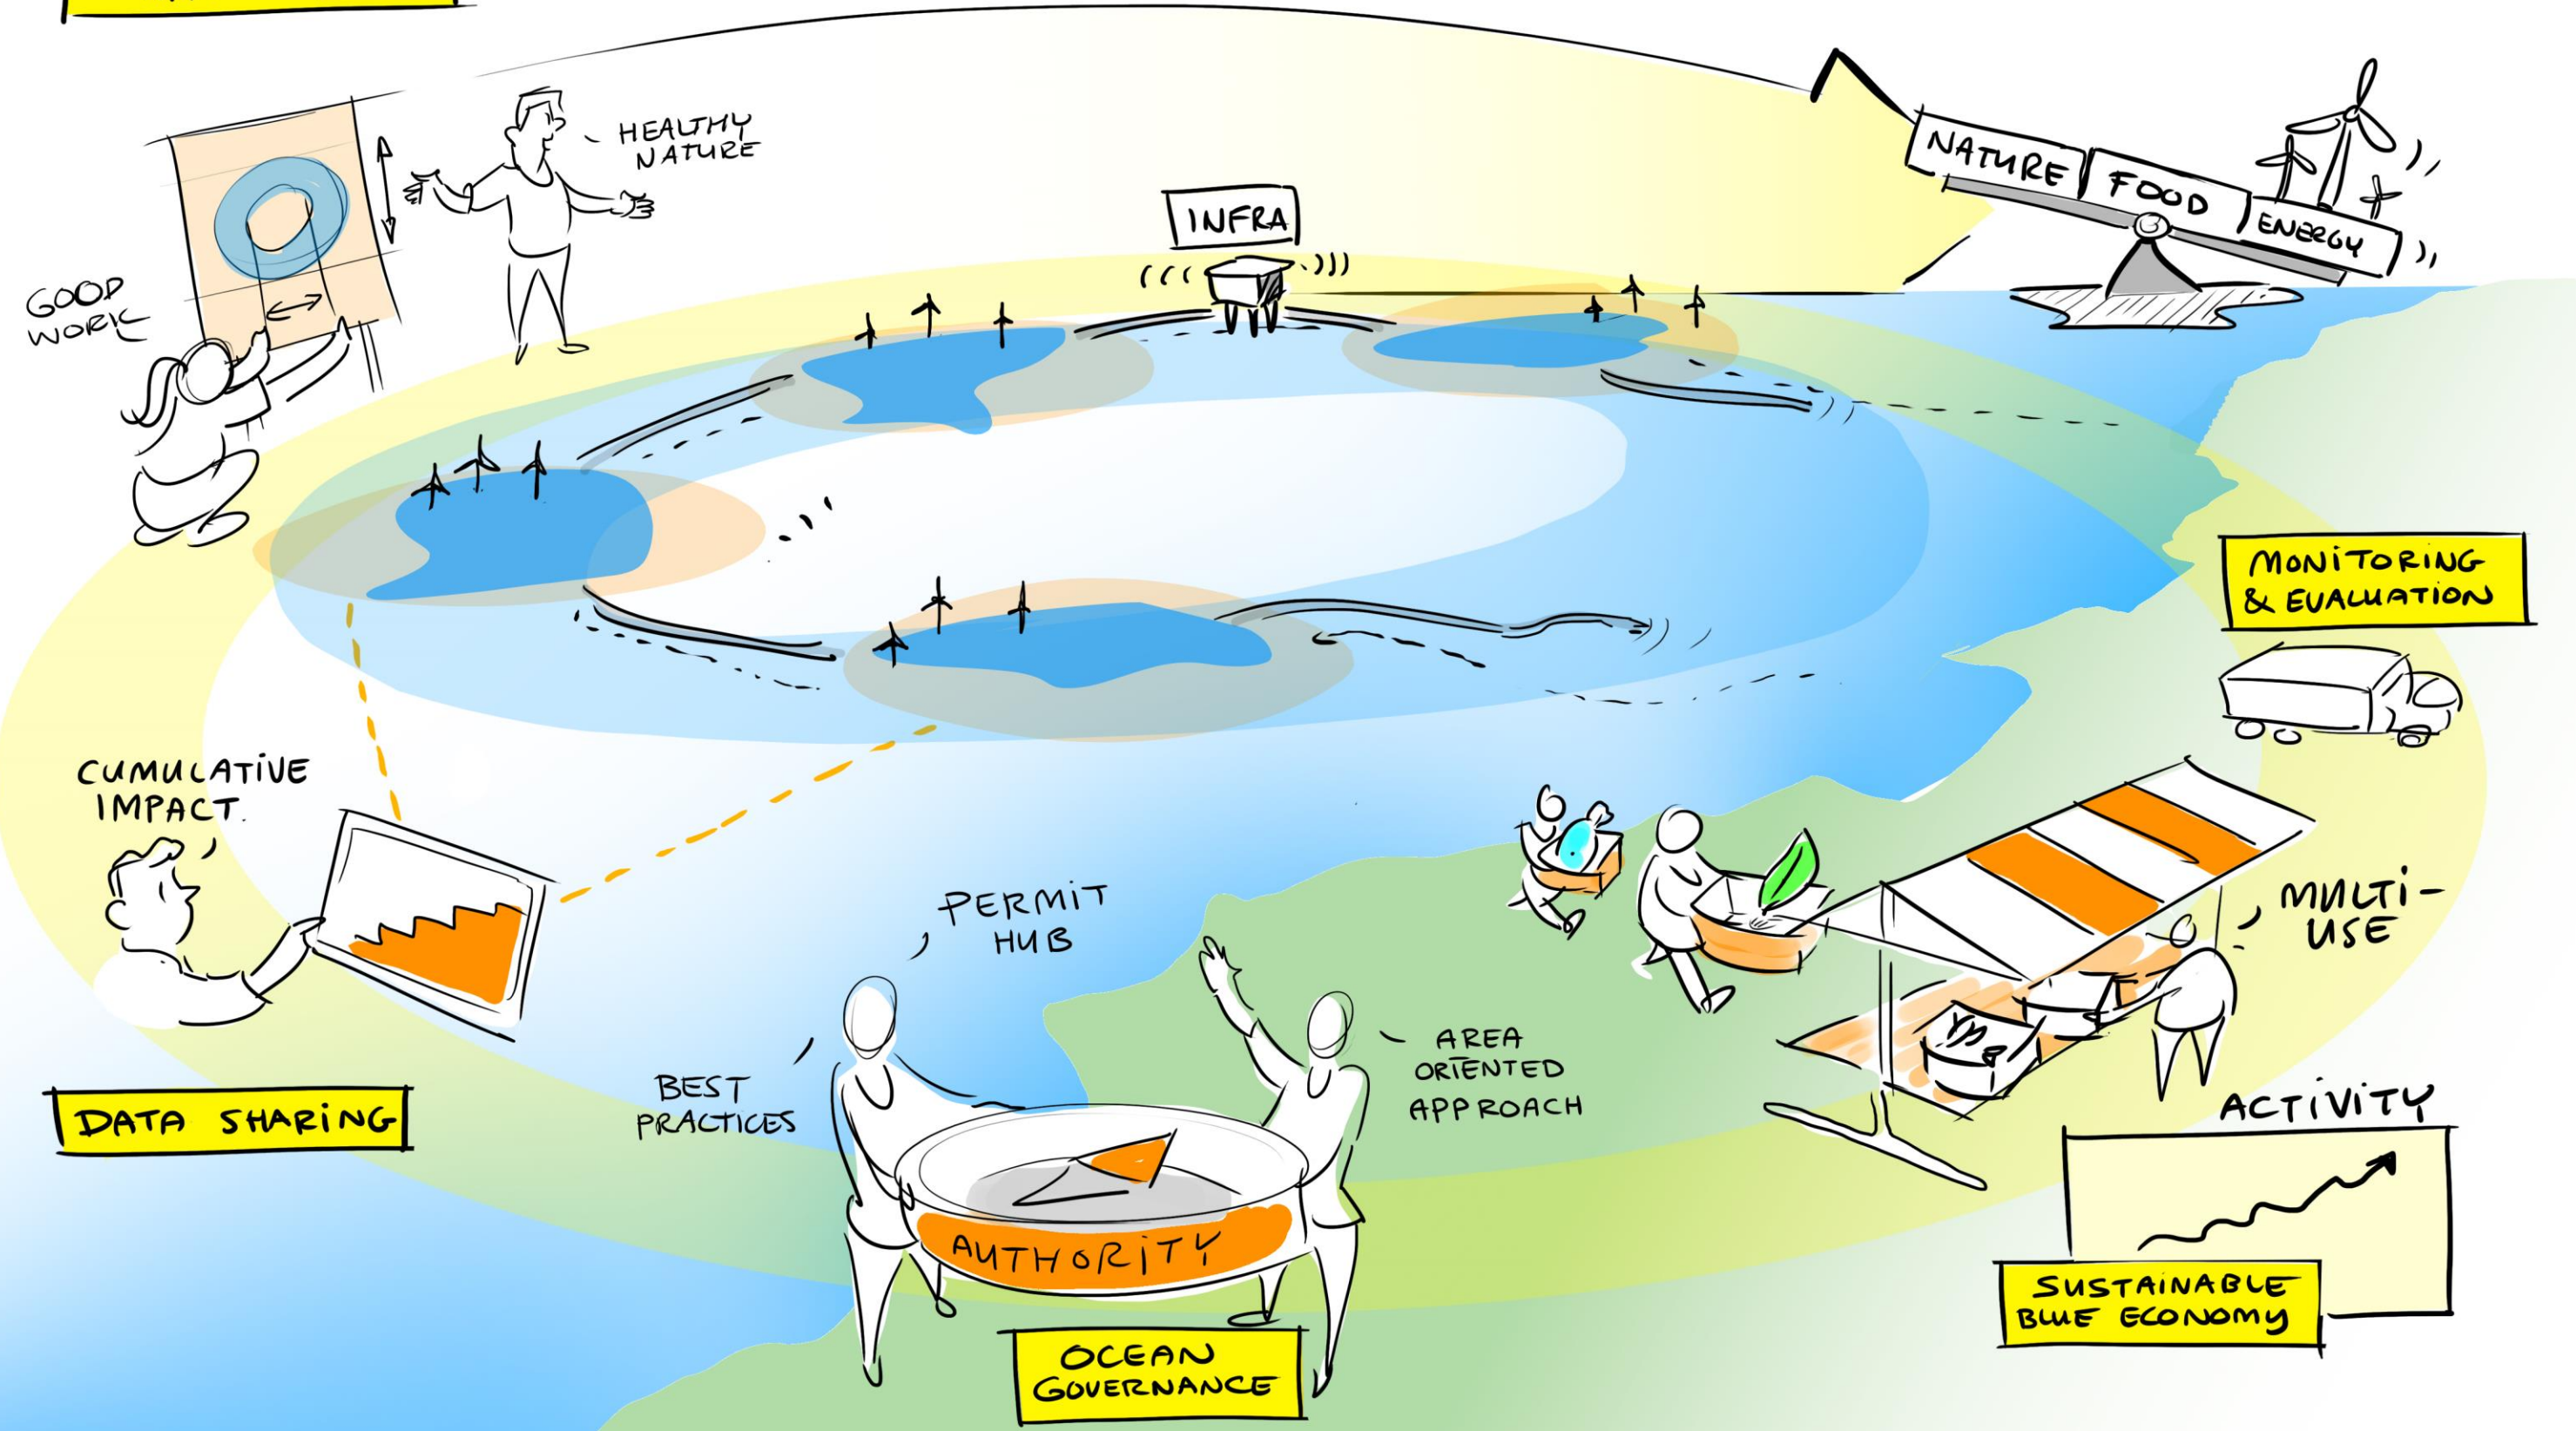 HEALTHY
NATURE
GOOD
WORK
INFRA
NATURE
FOOD
ENERGY
MONITORING
& EVALUATION
CUMULATIVE
IMPACT.
DATA SHARING
PERMIT
HUB
BEST
PRACTICES
AREA
ORIENTED
APPROACH
AUTHORITY
OCEAN
GOVERNANCE
MULTI-
USE
ACTIVITY
SUSTAINABLE
BLUE ECONOMY